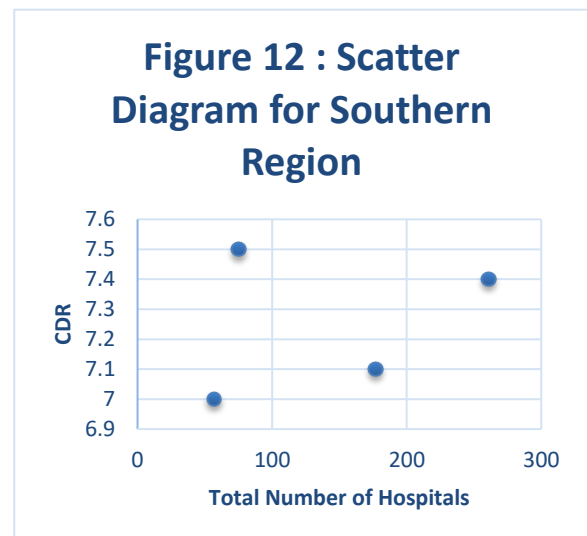 Figure 12 : Scatter
Diagram for Southern
Region
7.6
7.5
7.4
7.3
7.2
7.1
7
6.9
CDR
0 100 200 300
Total Number of Hospitals